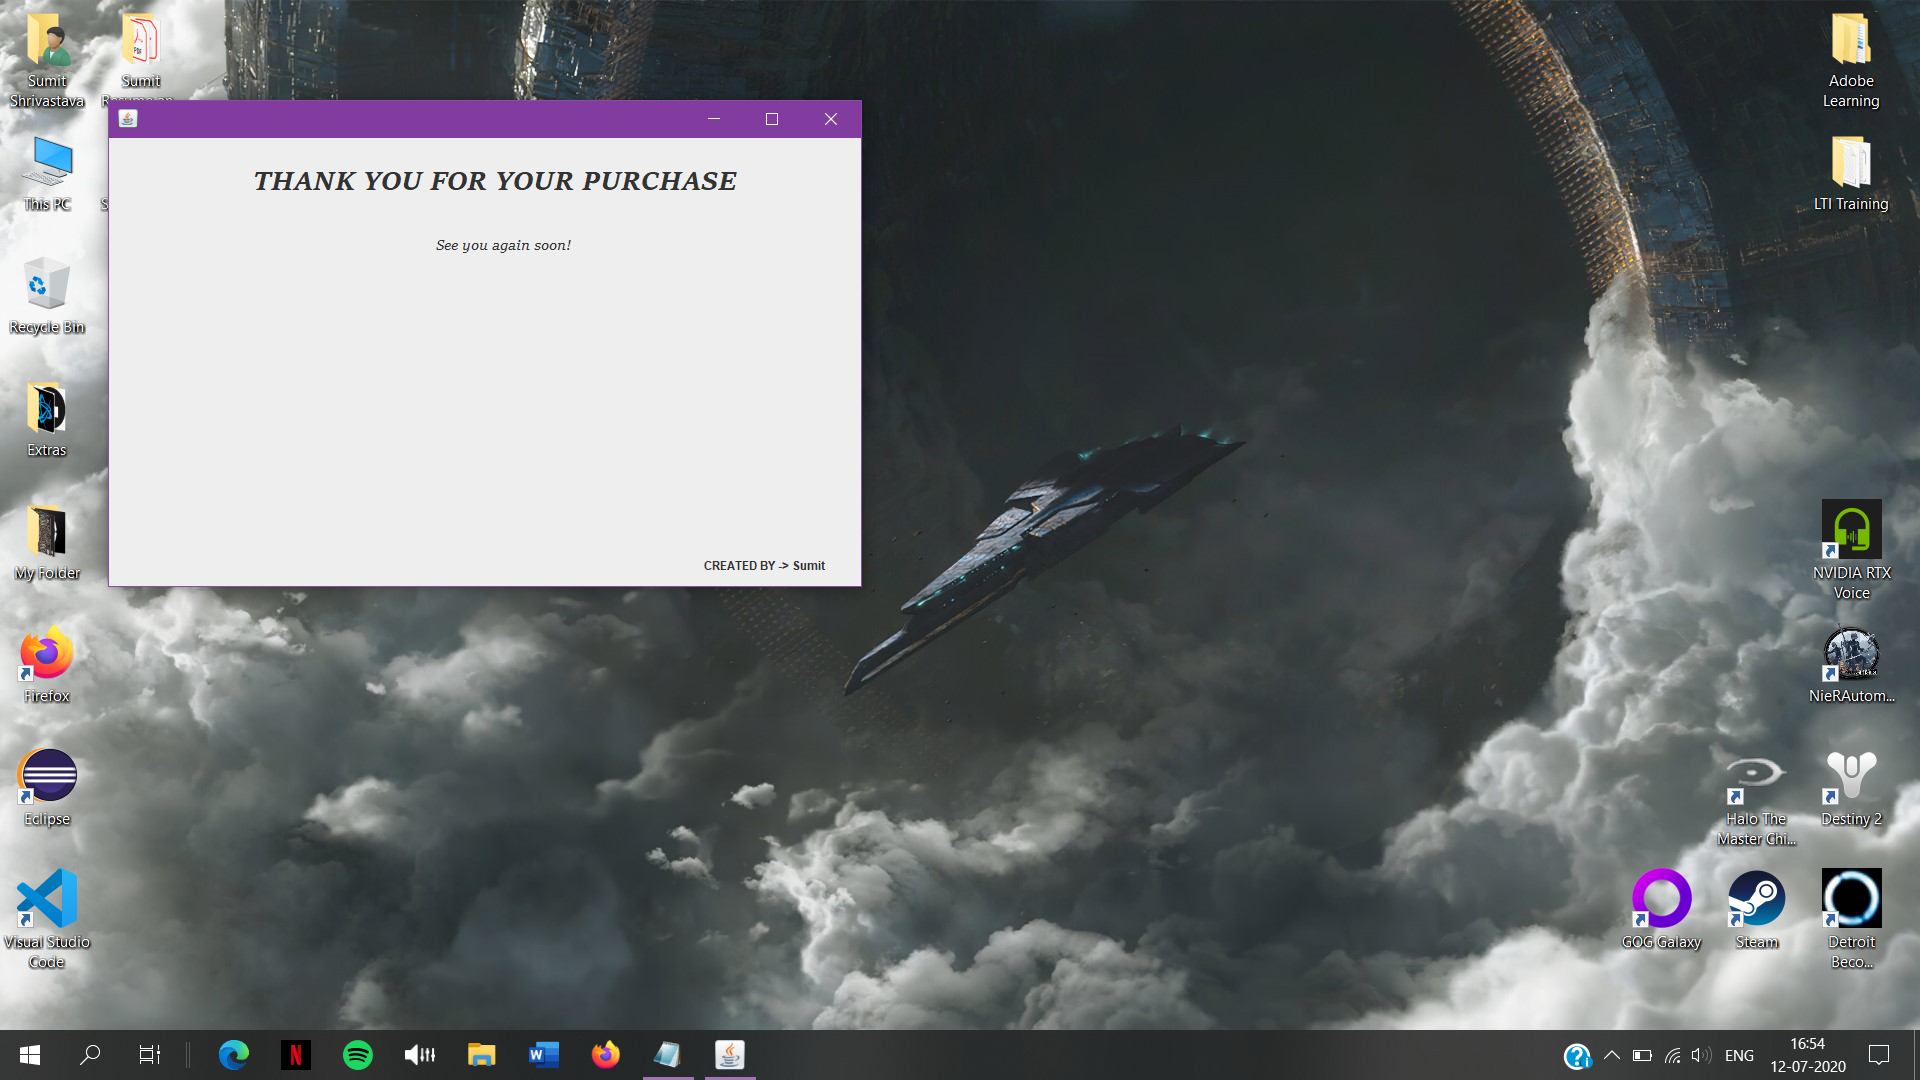 Sumit
Shrivastava
Sumit
This PC
Recycle Bin
Extras
My Folder
Firefox
Eclipse
Visual Studio
Code
THANK YOU FOR YOUR PURCHASE
See you again soon!
CREATED BY -> Sumit
Adobe
Learning
LTI Training
NVIDIA RTX
Voice
NieRAutom...
Halo The
Master Chi...
Destiny 2
GOG Galaxy
Steam
Detroit
Beco...
ENG
16:54
12-07-2020